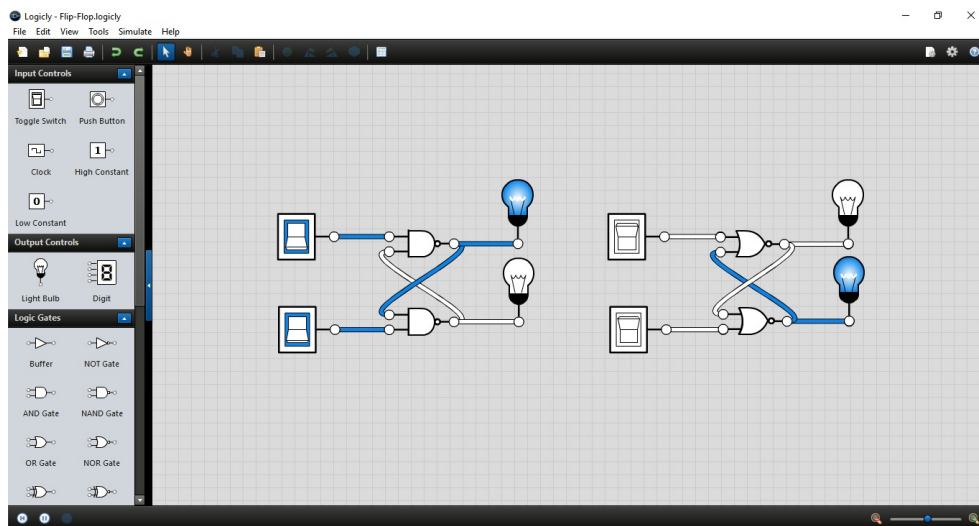 Logicly - Flip-Flop.logicly
File Edit View Tools Simulate Help
Input Controls
Toggle Switch Push Button
1
Clock High Constant
0
Low Constant
Output Controls
8
Light Bulb Digit
Logic Gates
Buffer NOT Gate
AND Gate NAND Gate
OR Gate NOR Gate